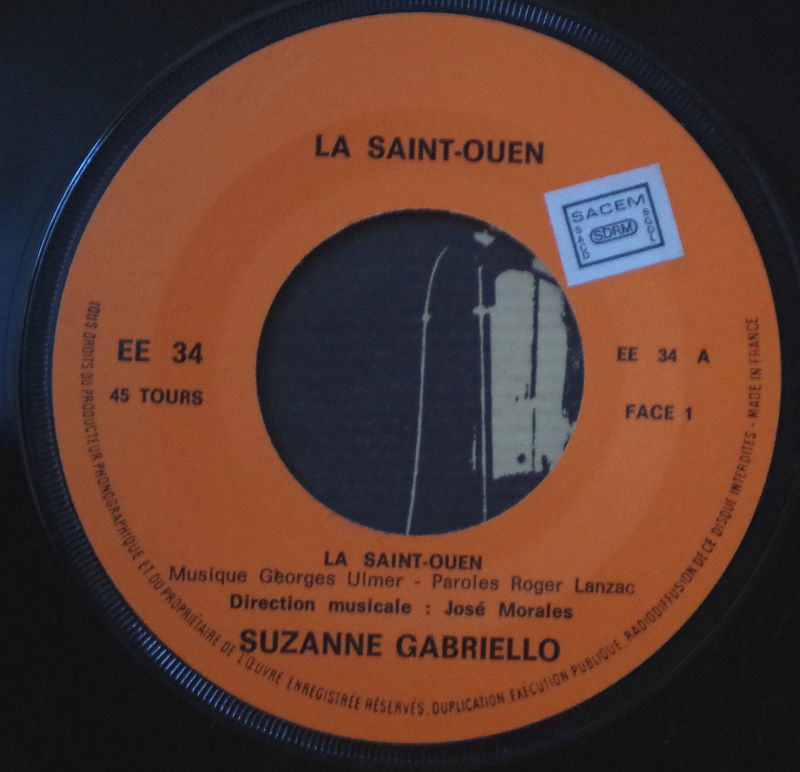 LA SAINT-OUEN
SACEM
SACD
SDRM
SGDL
EE 34
45 TOURS
EE 34 A
FACE 1
LA SAINT-OUEN
Musique Georges Ulmer - Paroles Roger Lanzac
Direction musicale : José Morales
SUZANNE GABRIELLO
TOUS DROITS DU PRODUCTEUR PHONOGRAPHIQUE ET DU PROPRIÉTAIRE DE L'ŒUVRE ENREGISTRÉE RÉSERVÉS. DUPLICATION EXÉCUTION PUBLIQUE. RADIODIFFUSION DE CE DISQUE INTERDITES - MADE IN FRANCE